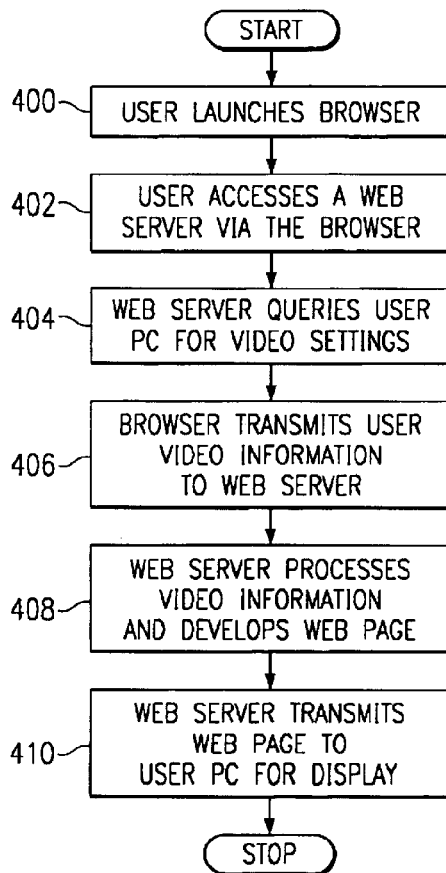 START
400
USER LAUNCHES BROWSER
402
USER ACCESSES A WEB
SERVER VIA THE BROWSER
404
WEB SERVER QUERIES USER
PC FOR VIDEO SETTINGS
406
BROWSER TRANSMITS USER
VIDEO INFORMATION
TO WEB SERVER
408
WEB SERVER PROCESSES
VIDEO INFORMATION
AND DEVELOPS WEB PAGE
410
WEB SERVER TRANSMITS
WEB PAGE TO
USER PC FOR DISPLAY
STOP